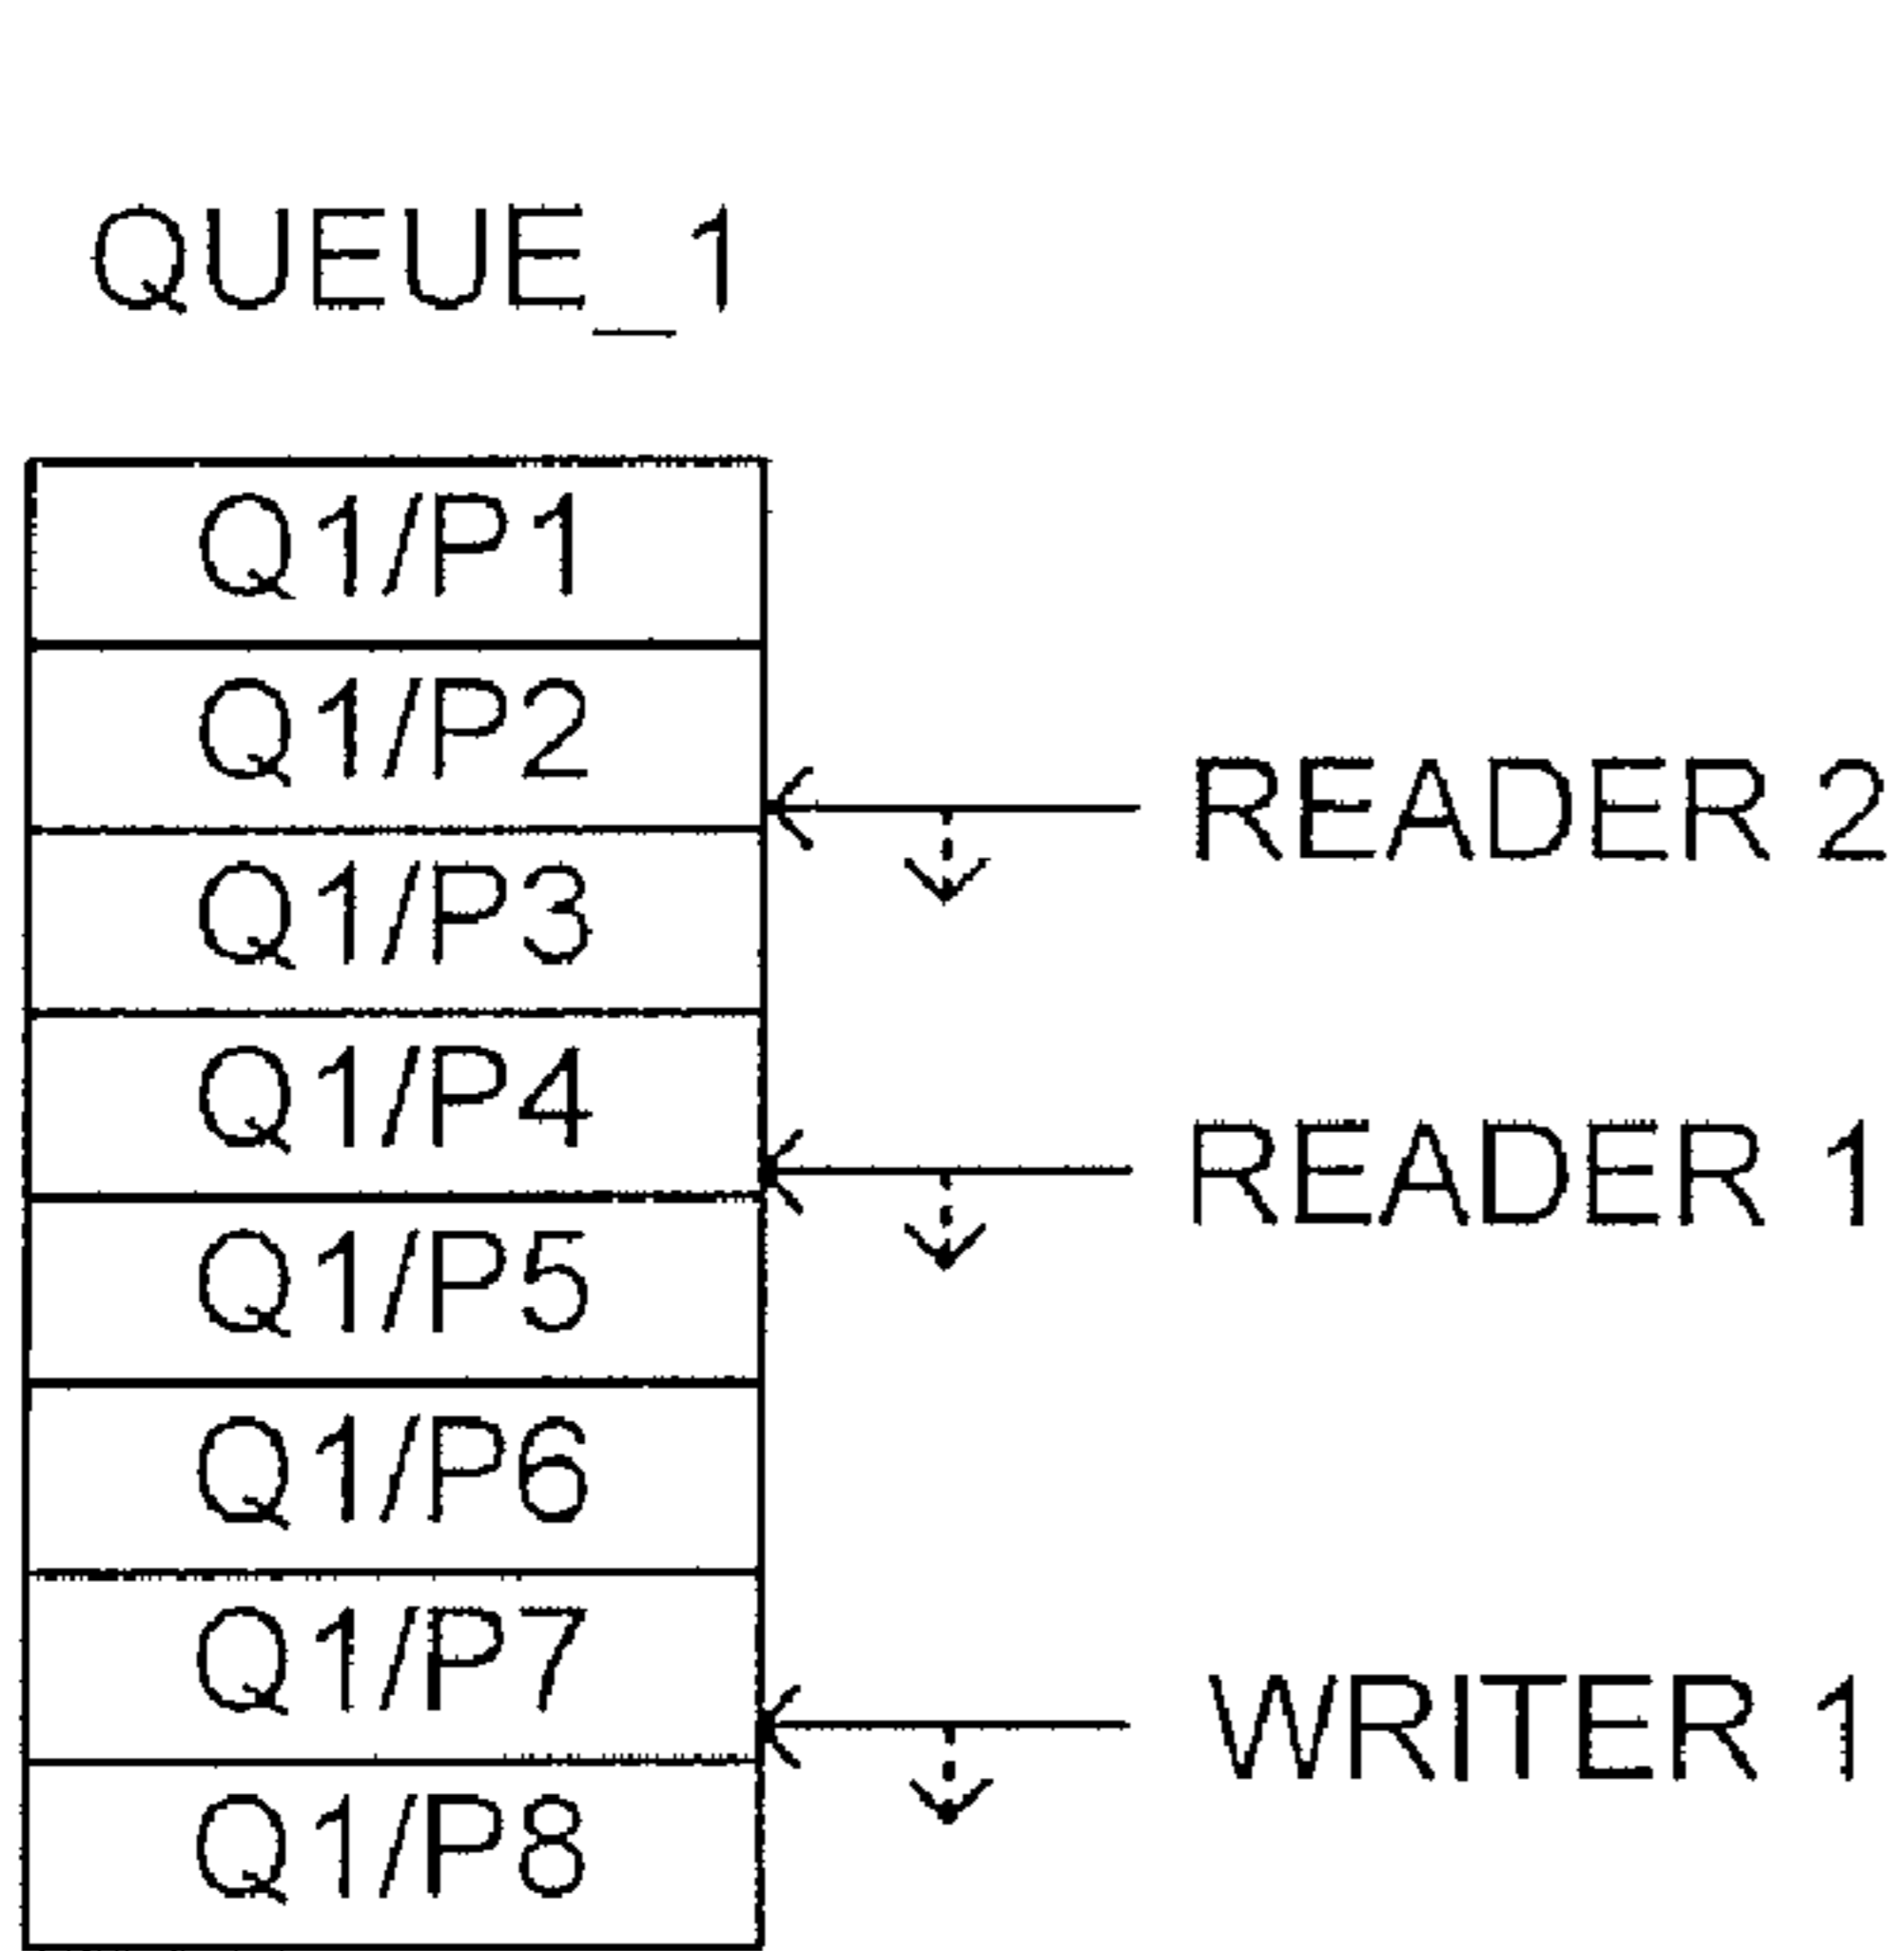 QUEUE_1
Q1/P1
Q1/P2
READER 2
Q1/P3
Q1/P4
READER 1
Q1/P5
Q1/P6
Q1/P7
WRITER 1
Q1/P8